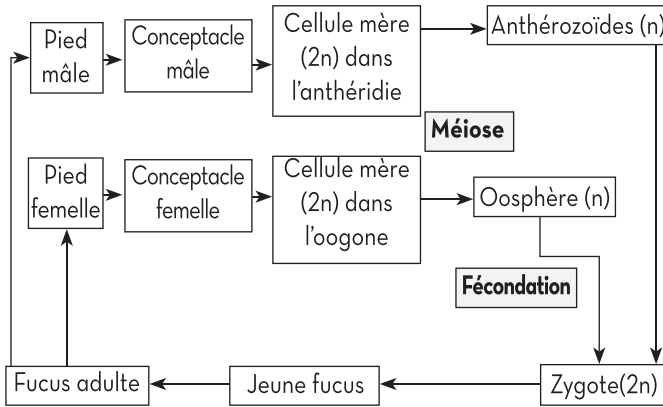 Pied
mâle
Conceptacle
mâle
Cellule mère
(2n) dans
l'anthéridie
Anthérozoïdes (n)
Méiose
Pied
femelle
Conceptacle
femelle
Cellule mère
(2n) dans
l'oogone
Oosphère (n)
Fécondation
Fucus adulte
Jeune fucus
Zygote(2n)